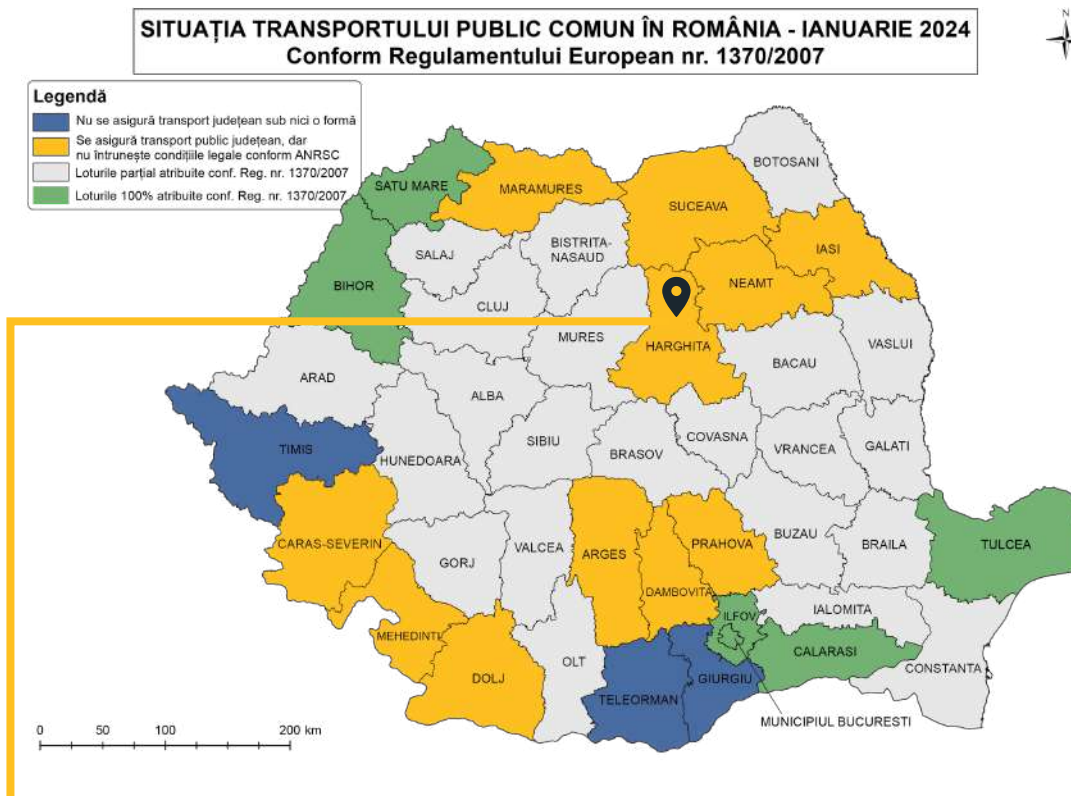 SITUAȚIA TRANSPORTULUI PUBLIC COMUN ÎN ROMÂNIA - IANUARIE 2024
Conform Regulamentului European nr. 1370/2007
N
Legendă
Nu se asigură transport județean sub nici o formă
Se asigură transport public județean, dar
nu întrunește condițiile legale conform ANRSC
Loturile parțial atribuite conf. Reg. nr. 1370/2007
Loturile 100% atribuite conf. Reg. nr. 1370/2007
BOTOSANI
SATU MARE
MARAMURES
SUCEAVA
BISTRITA-
NASAUD
IASI
SALAJ
NEAMT
BIHOR
CLUJ
MURES
HARGHITA
VASLUI
BACAU
ARAD
ALBA
COVASNA
SIBIU
GALATI
TIMIS
HUNEDOARA
BRASOV
VRANCEA
BUZAU
CARAS-SEVERIN
PRAHOVA
BRAILA
TULCEA
VALCEA
ARGES
GORJ
DAMBOVITA
IALOMITA
ILFOV
MEHEDINTI
CALARASI
OLT
CONSTANTA
DOLJ
GIURGIU
TELEORMAN
MUNICIPIUL BUCURESTI
0 50 100 200 km